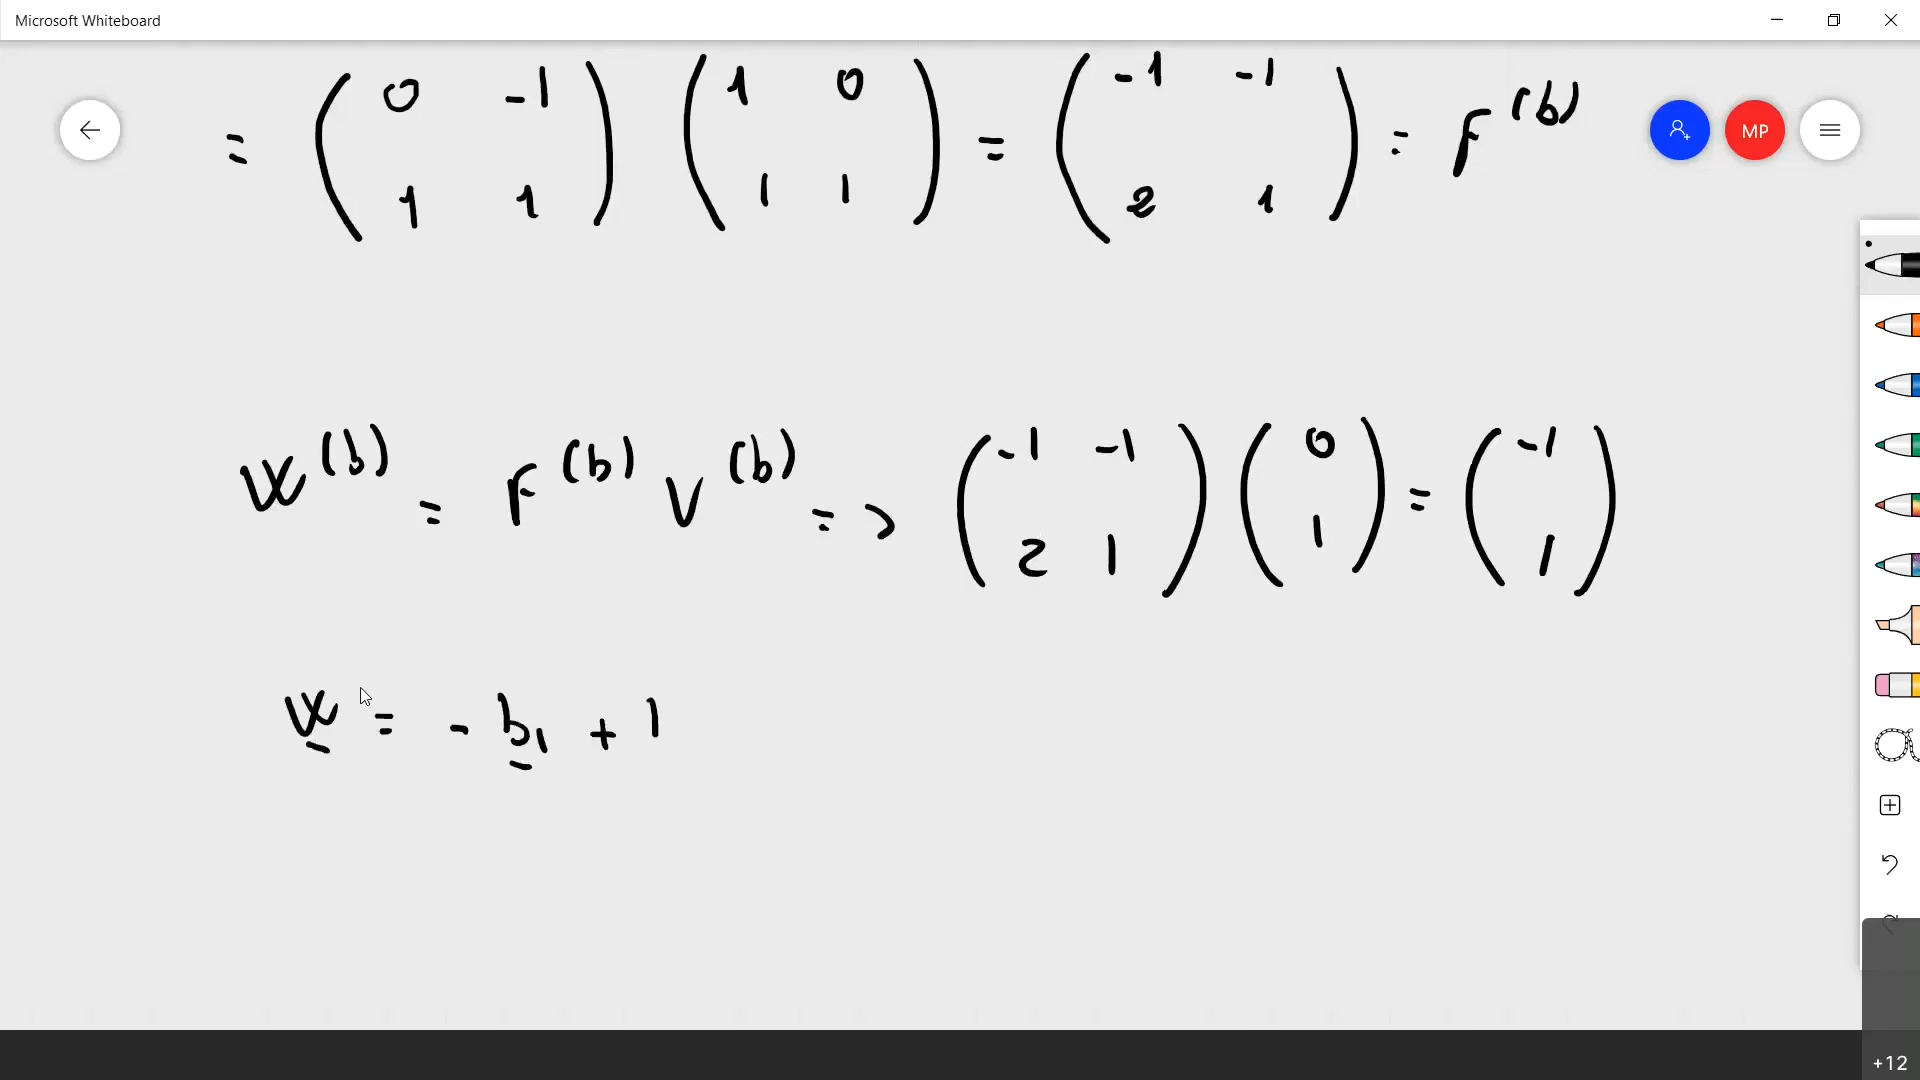 Microsoft Whiteboard
= ( 0 -1 ; 1 1 ) ( 1 0 ; 1 1 ) = ( -1 -1 ; 2 1 ) = F^(b)
MP
W^(b) = F^(b) V^(b) => ( -1 -1 ; 2 1 ) ( 0 ; 1 ) = ( -1 ; 1 )
w = - b₁ + 1
+12